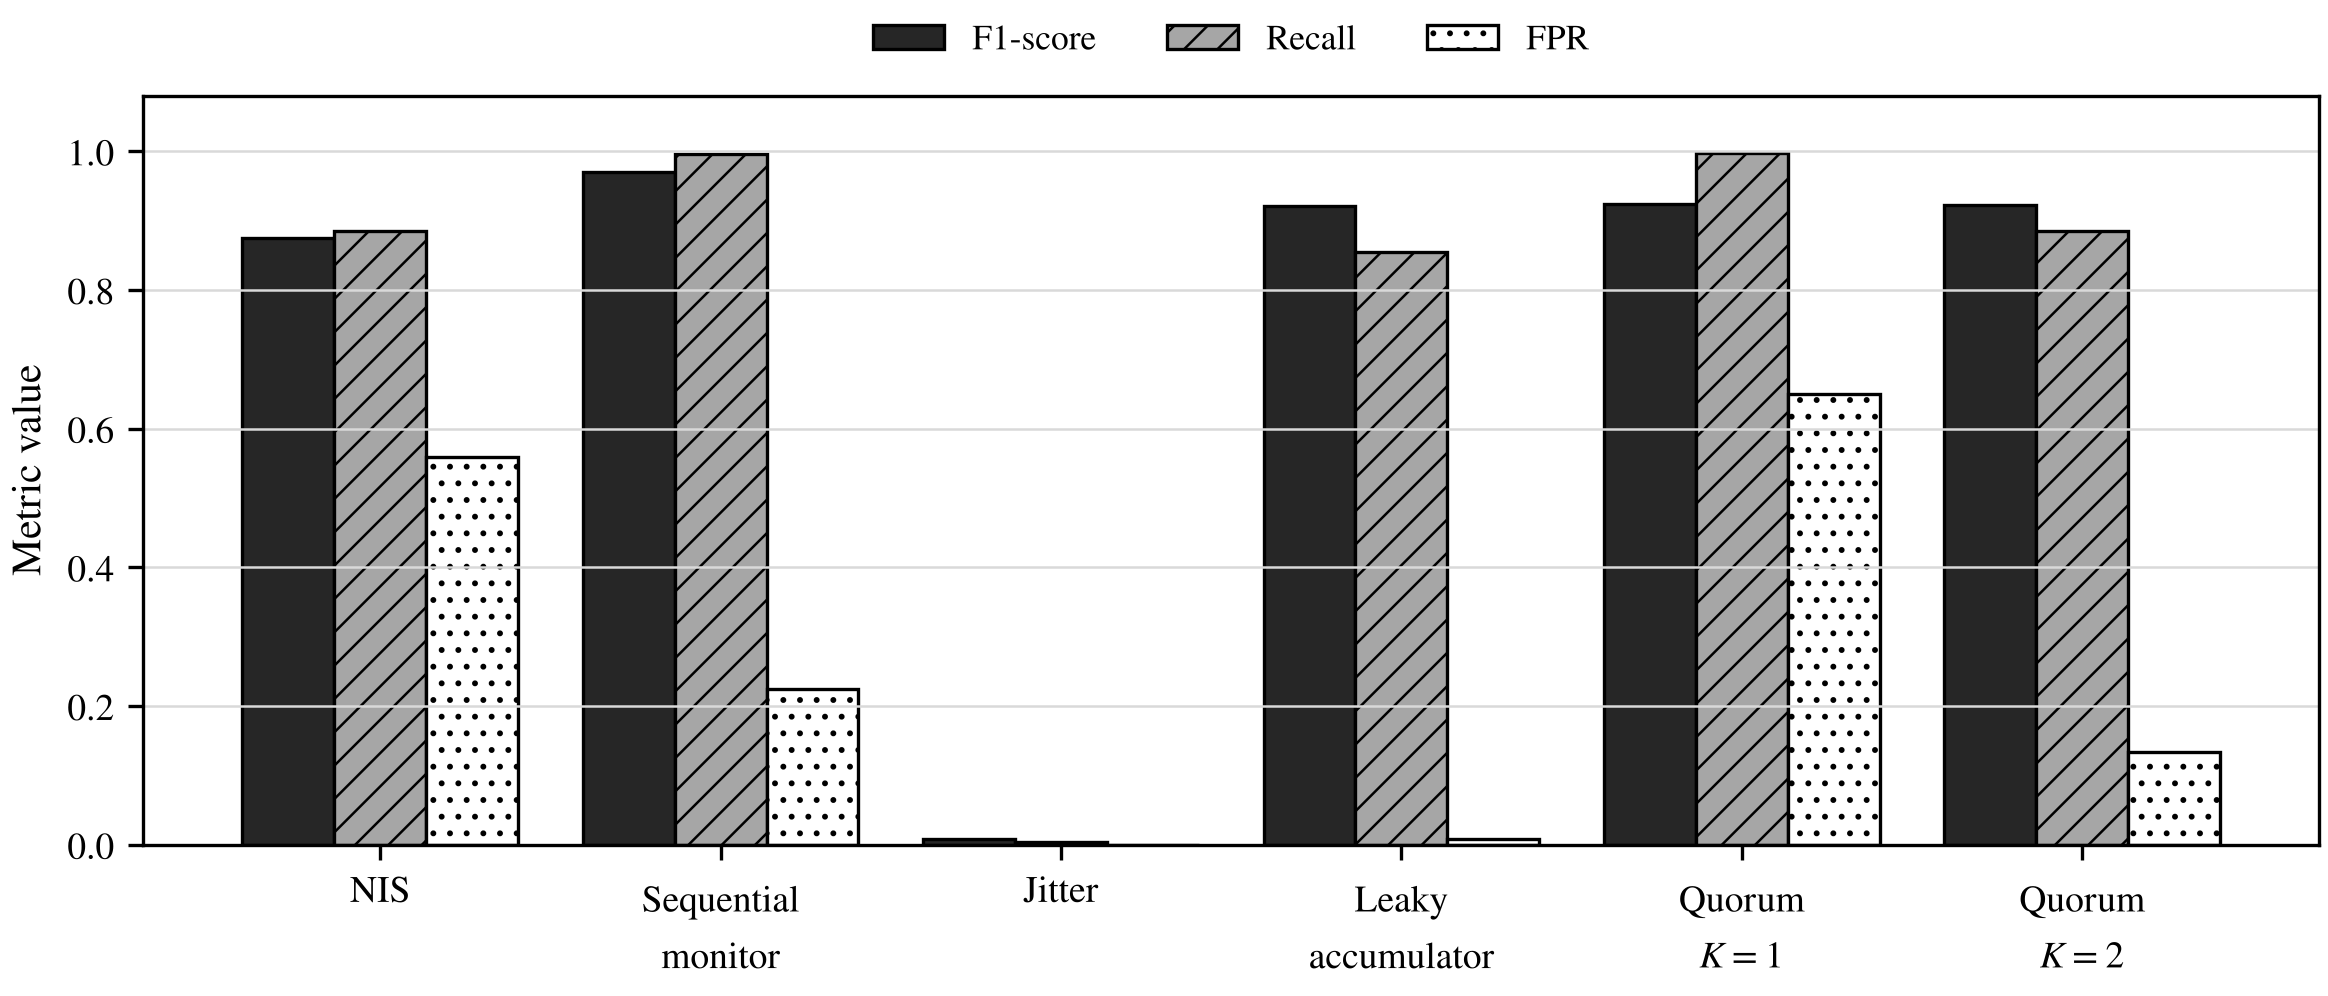 F1-score Recall FPR
Metric value
1.0
0.8
0.6
0.4
0.2
0.0
NIS
Sequential
monitor
Jitter
Leaky
accumulator
Quorum
K = 1
Quorum
K = 2